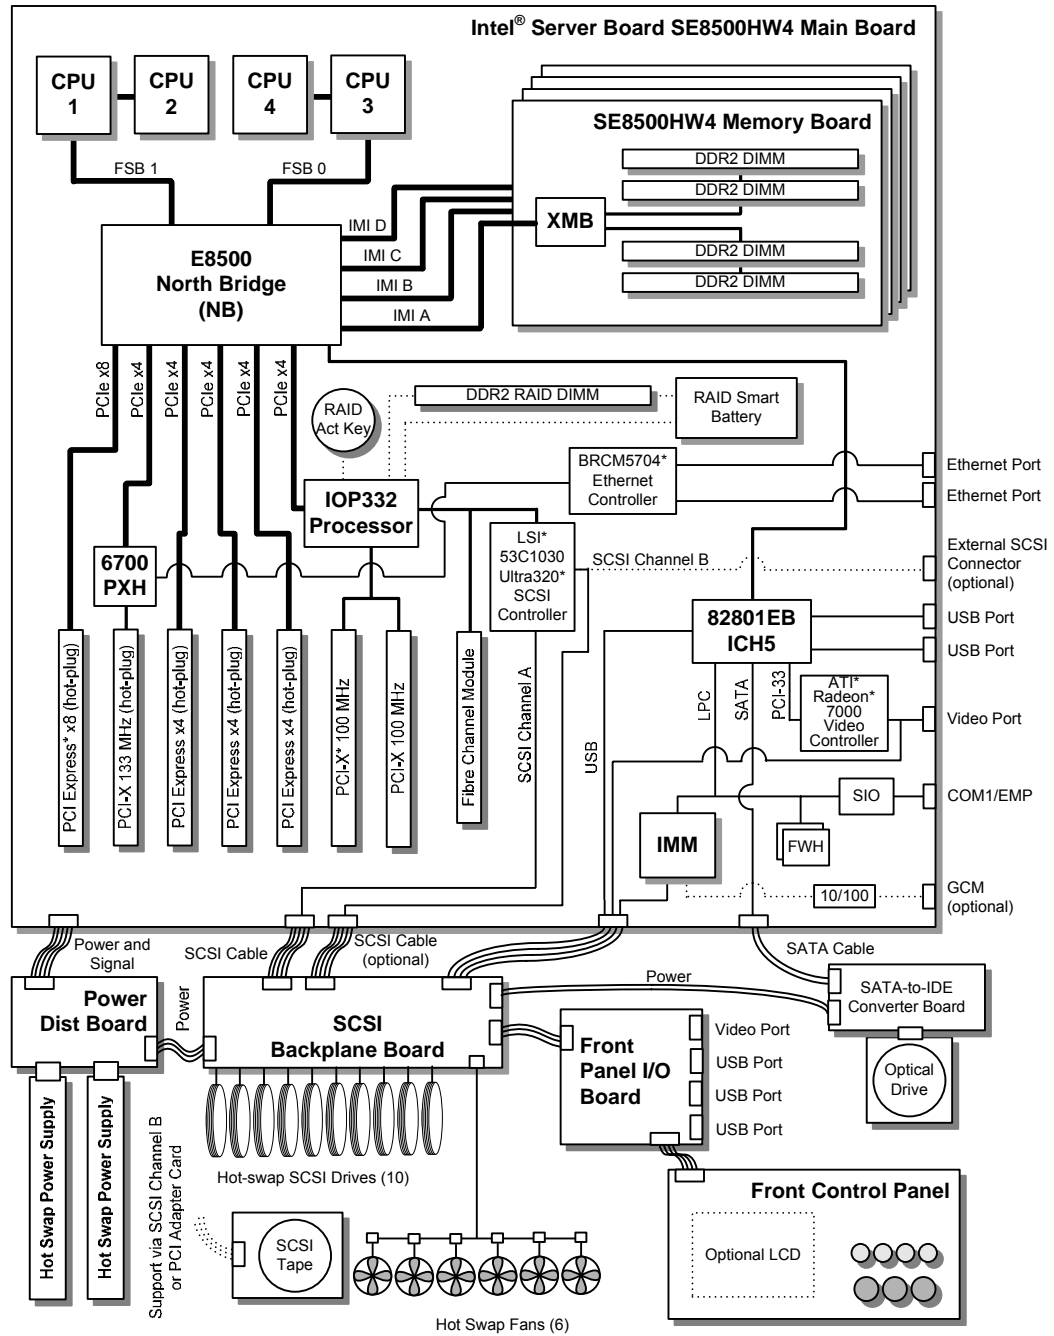 Intel® Server Board SE8500HW4 Main Board
CPU
1
CPU
2
CPU
4
CPU
3
FSB 1
FSB 0
SE8500HW4 Memory Board
DDR2 DIMM
DDR2 DIMM
XMB
DDR2 DIMM
DDR2 DIMM
E8500
North Bridge
(NB)
IMI D
IMI C
IMI B
IMI A
PCIe x8
PCIe x4
PCIe x4
PCIe x4
PCIe x4
PCIe x4
RAID
Act Key
DDR2 RAID DIMM
RAID Smart
Battery
BRCM5704*
Ethernet
Controller
Ethernet Port
Ethernet Port
IOP332
Processor
LSI*
53C1030
Ultra320*
SCSI
Controller
SCSI Channel B
External SCSI
Connector
(optional)
6700
PXH
82801EB
ICH5
USB Port
USB Port
PCI Express* x8 (hot-plug)
PCI-X 133 MHz (hot-plug)
PCI Express x4 (hot-plug)
PCI Express x4 (hot-plug)
PCI Express x4 (hot-plug)
PCI-X* 100 MHz
PCI-X 100 MHz
Fibre Channel Module
SCSI Channel A
USB
LPC
SATA
PCI-33
ATI*
Radeon*
7000
Video
Controller
Video Port
SIO
COM1/EMP
IMM
FWH
10/100
GCM
(optional)
Power and
Signal
SCSI Cable
SCSI Cable
(optional)
SATA Cable
Power
Dist Board
Power
SCSI
Backplane Board
Power
SATA-to-IDE
Converter Board
Front
Panel I/O
Board
Video Port
USB Port
USB Port
USB Port
Optical
Drive
Hot Swap Power Supply
Hot Swap Power Supply
Hot-swap SCSI Drives (10)
Support via SCSI Channel B
or PCI Adapter Card
SCSI
Tape
Front Control Panel
Optional LCD
Hot Swap Fans (6)